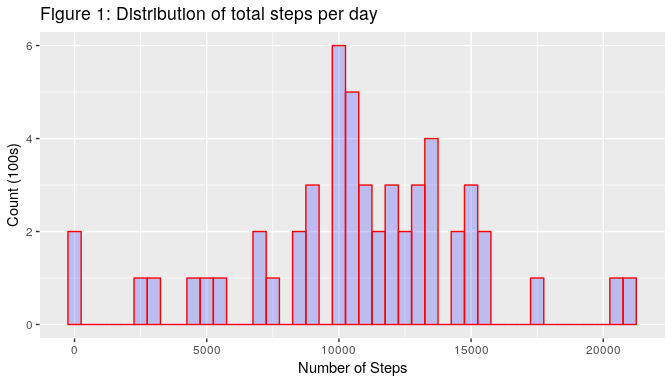 Figure 1: Distribution of total steps per day
Count (100s)
6
4
2
0
0 5000 10000 15000 20000
Number of Steps